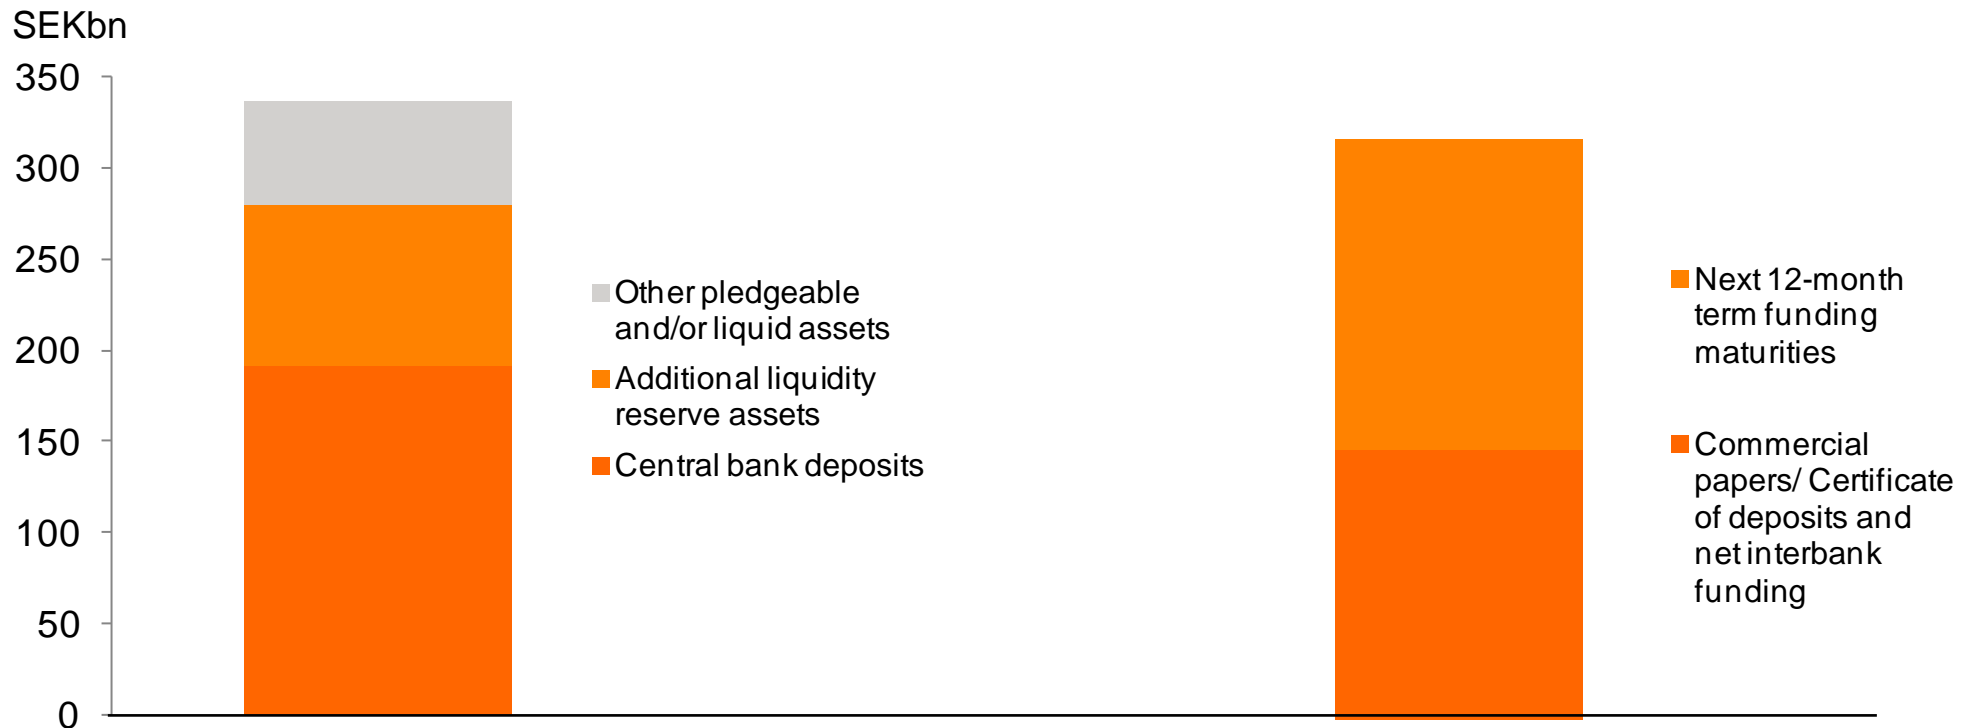 SEKbn
350
300
250
200
150
100
50
0
Other pledgeable
and/or liquid assets
Additional liquidity
reserve assets
Central bank deposits
Next 12-month
term funding
maturities
Commercial
papers/ Certificate
of deposits and
net interbank
funding